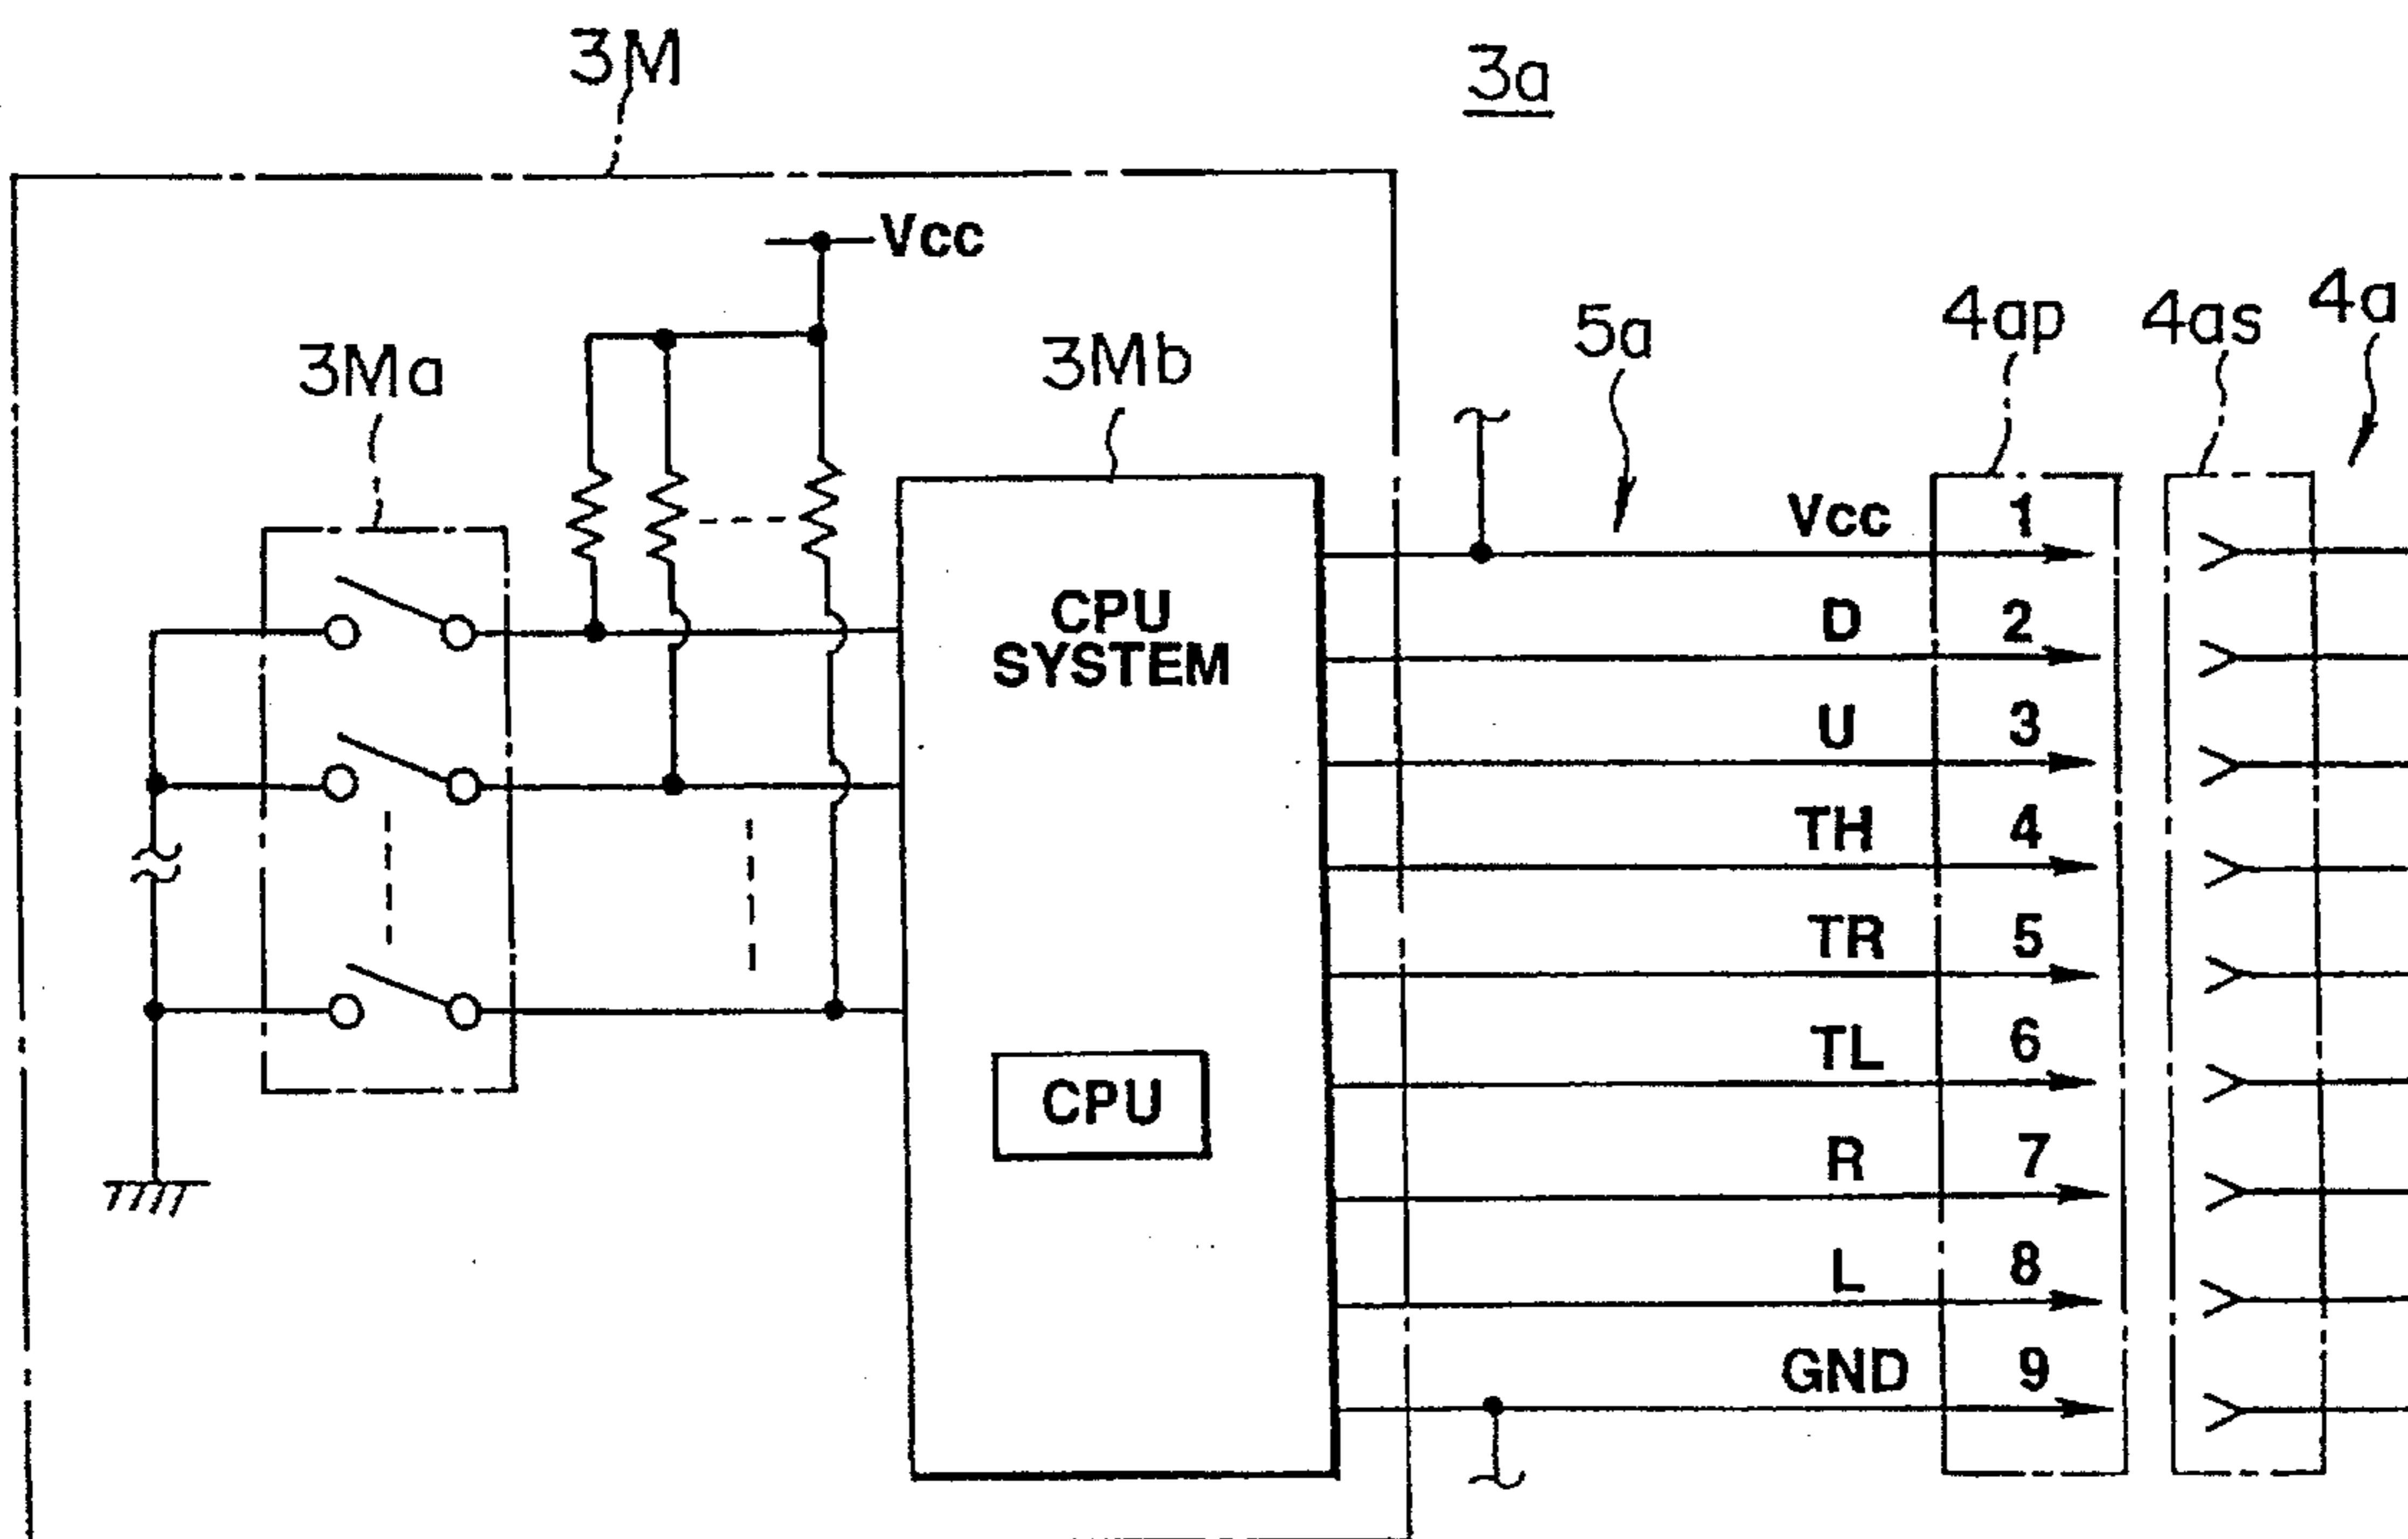 3M
3a
Vcc
3Ma
3Mb
5a
4ap
4as
4a
CPU
SYSTEM
CPU
Vcc 1
D 2
U 3
TH 4
TR 5
TL 6
R 7
L 8
GND 9